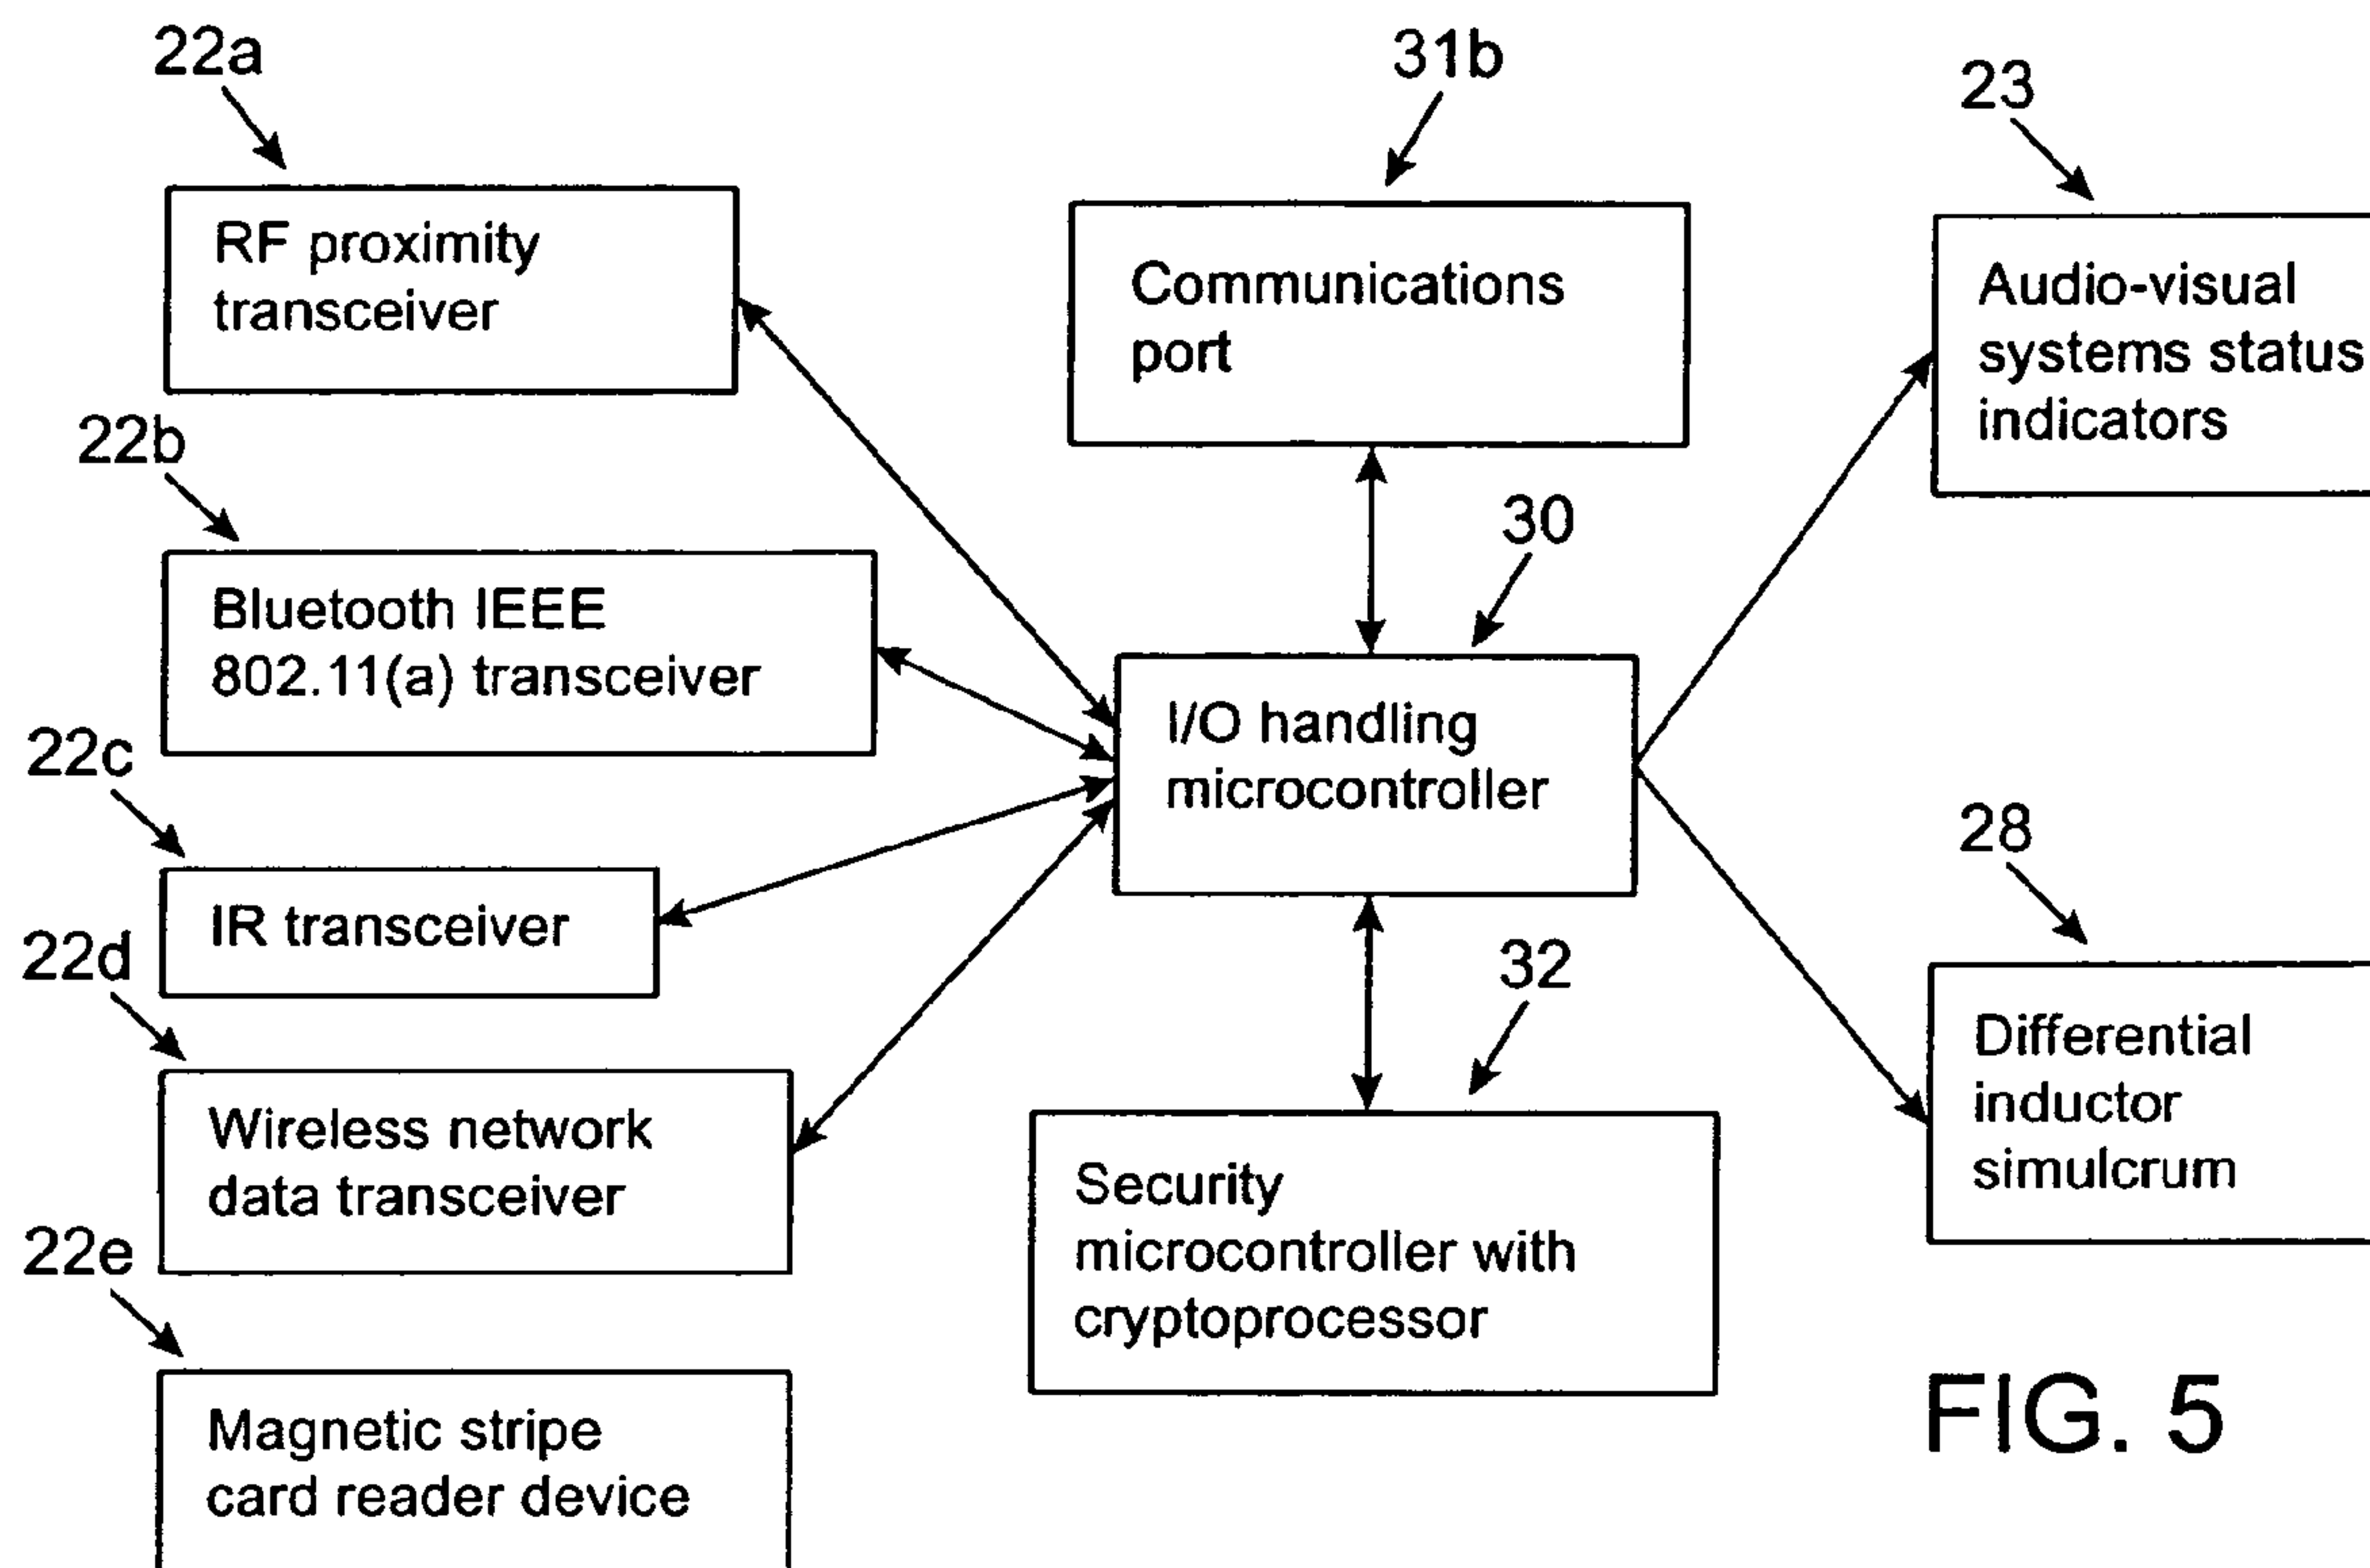 22a
RF proximity
transceiver
22b
Bluetooth IEEE
802.11(a) transceiver
22c
IR transceiver
22d
Wireless network
data transceiver
22e
Magnetic stripe
card reader device
31b
Communications
port
30
I/O handling
microcontroller
32
Security
microcontroller with
cryptoprocessor
23
Audio-visual
systems status
indicators
28
Differential
inductor
simulcrum
FIG. 5